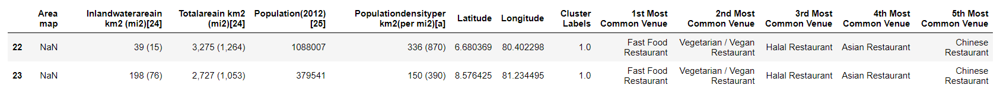 Area map Inlandwaterareain km2 (mi2)[24] Totalareain km2 (mi2)[24] Population(2012)[25] Populationdensityper km2(per mi2)[a] Latitude Longitude Cluster Labels 1st Most Common Venue 2nd Most Common Venue 3rd Most Common Venue 4th Most Common Venue 5th Most Common Venue
22 NaN 39 (15) 3,275 (1,264) 1088007 336 (870) 6.680369 80.402298 1.0 Fast Food Restaurant Vegetarian / Vegan Restaurant Halal Restaurant Asian Restaurant Chinese Restaurant
23 NaN 198 (76) 2,727 (1,053) 379541 150 (390) 8.576425 81.234495 1.0 Fast Food Restaurant Vegetarian / Vegan Restaurant Halal Restaurant Asian Restaurant Chinese Restaurant